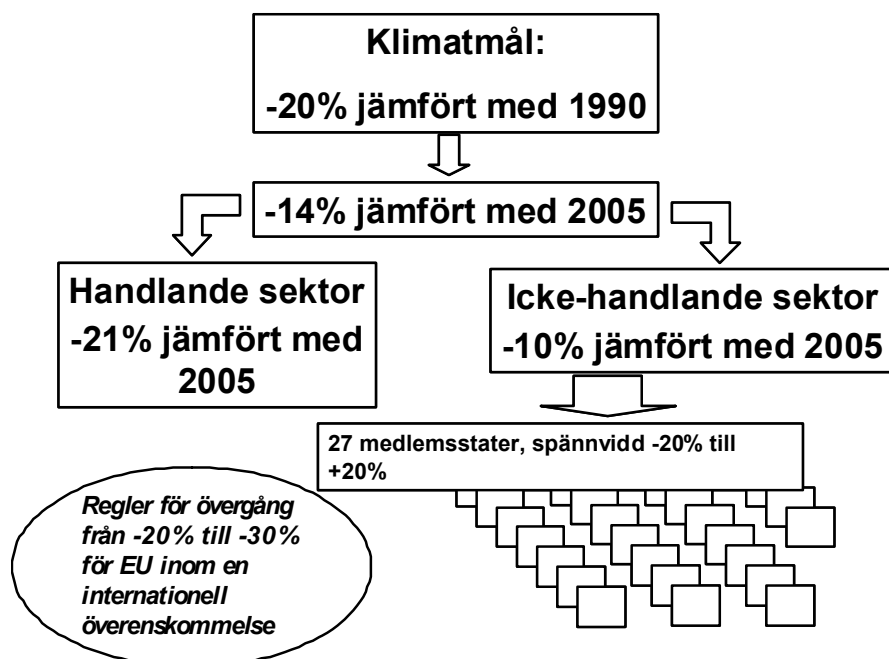 Klimatmål:
-20% jämfört med 1990
-14% jämfört med 2005
Handlande sektor
-21% jämfört med
2005
Icke-handlande sektor
-10% jämfört med 2005
27 medlemsstater, spännvidd -20% till
+20%
Regler för övergång
från -20% till -30%
för EU inom en
internationell
överenskommelse